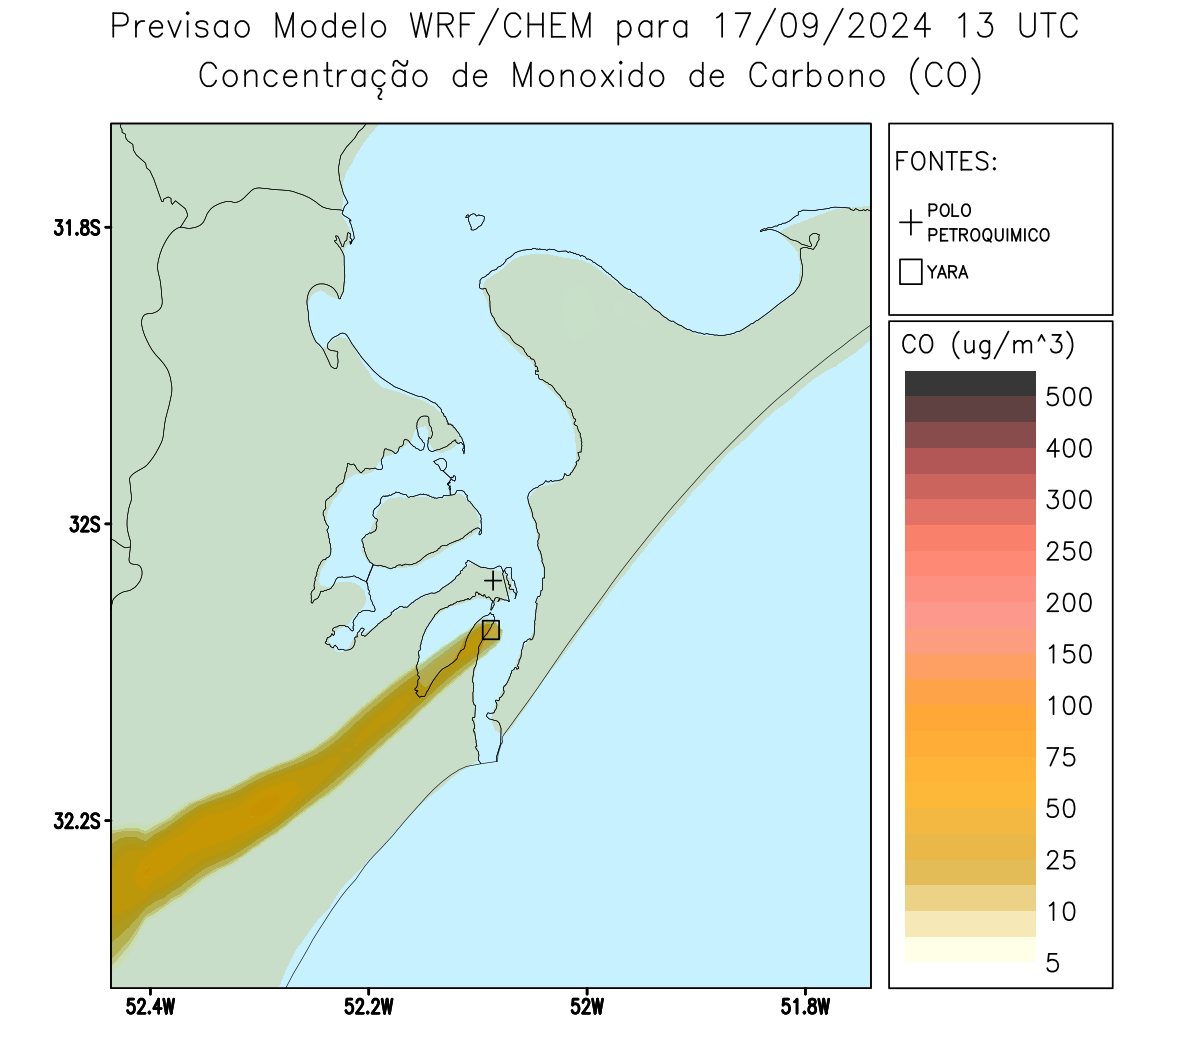 Previsao Modelo WRF/CHEM para 17/09/2024 13 UTC
Concentração de Monoxido de Carbono (CO)
FONTES:
POLO
PETROQUIMICO
YARA
CO (ug/m^3)
500
400
300
250
200
150
100
75
50
25
10
5
31.8S
32S
32.2S
52.4W
52.2W
52W
51.8W